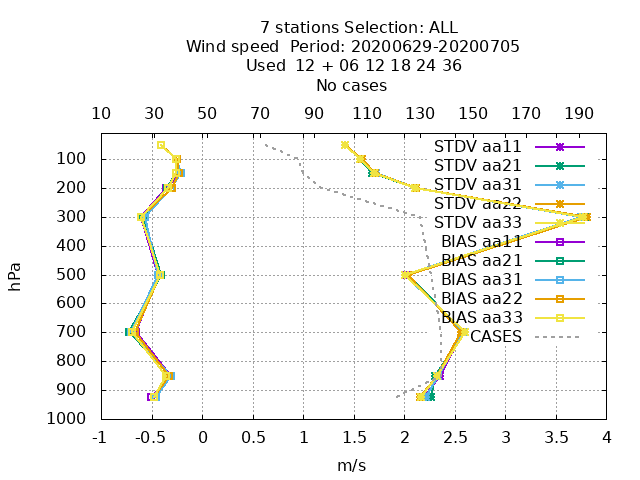 7 stations Selection: ALL
Wind speed  Period: 20200629-20200705
Used  12 + 06 12 18 24 36
No cases
10 30 50 70 90 110 130 150 170 190
STDV aa11
STDV aa21
STDV aa31
STDV aa22
STDV aa33
BIAS aa11
BIAS aa21
BIAS aa31
BIAS aa22
BIAS aa33
CASES
100
200
300
400
500
600
700
800
900
1000
hPa
-1 -0.5 0 0.5 1 1.5 2 2.5 3 3.5 4
m/s